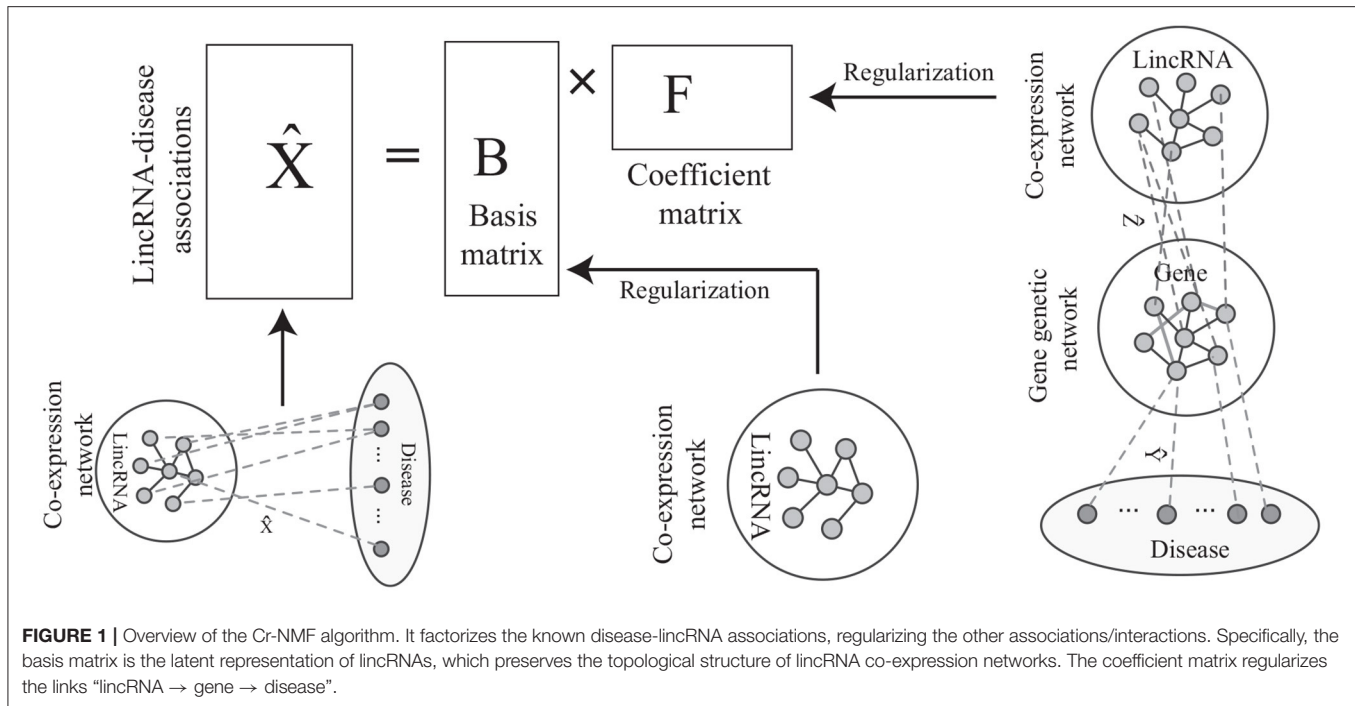 LincRNA-disease
associations
X̂
=
B
Basis
matrix
×
F
Coefficient
matrix
Regularization
Regularization
Co-expression
network
LincRNA
X̂
Disease
...
...
Co-expression
network
LincRNA
Co-expression
network
LincRNA
Ẑ
Gene genetic
network
Gene
Ŷ
... ...
Disease
FIGURE 1 | Overview of the Cr-NMF algorithm. It factorizes the known disease-lincRNA associations, regularizing the other associations/interactions. Specifically, the
basis matrix is the latent representation of lincRNAs, which preserves the topological structure of lincRNA co-expression networks. The coefficient matrix regularizes
the links “lincRNA → gene → disease”.